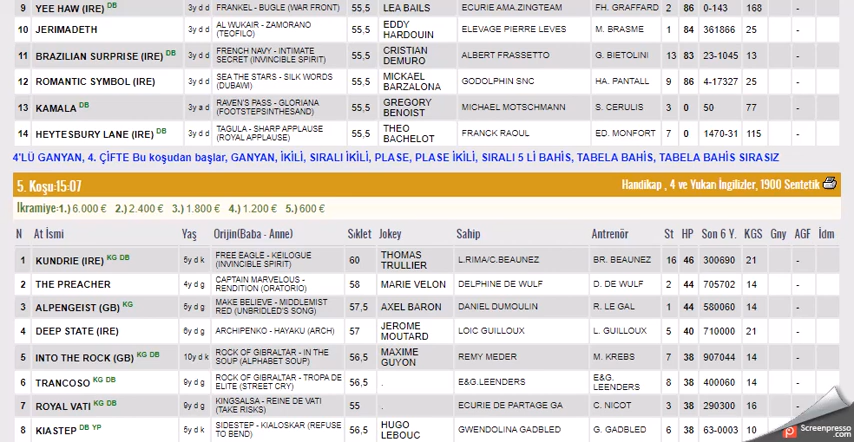 9 YEE HAW (IRE) DB 3y d d FRANKEL - BUGLE (WAR FRONT) 55,5 LEA BAILS ECURIE AMA.ZINGTEAM FH. GRAFFARD 2 86 0-143 168 -
10 JERIMADETH 3y d d AL WUKAIR - ZAMORANO (TEOFILO) 55,5 EDDY HARDOUIN ELEVAGE PIERRE LEVES M. BRASME 1 84 361866 25 -
11 BRAZILIAN SURPRISE (IRE) DB 3y d d FRENCH NAVY - INTIMATE SECRET (INVINCIBLE SPIRIT) 55,5 CRISTIAN DEMURO ALBERT FRASSETTO G. BIETOLINI 13 83 23-1045 13 -
12 ROMANTIC SYMBOL (IRE) 3y d d SEA THE STARS - SILK WORDS (DUBAWI) 55,5 MICKAEL BARZALONA GODOLPHIN SNC HA. PANTALL 9 86 4-17327 25 -
13 KAMALA DB 3y a d RAVEN'S PASS - GLORIANA (FOOTSTEPSINTHESAND) 55,5 GREGORY BENOIST MICHAEL MOTSCHMANN S. CERULIS 3 0 50 77 -
14 HEYTESBURY LANE (IRE) DB 3y d d TAGULA - SHARP APPLAUSE (ROYAL APPLAUSE) 55,5 THEO BACHELOT FRANCK RAOUL ED. MONFORT 7 0 1470-31 115 -
4'LÜ GANYAN, 4. ÇİFTE Bu koşudan başlar, GANYAN, İKİLİ, SIRALI İKİLİ, PLASE, PLASE İKİLİ, SIRALI 5 Lİ BAHİS, TABELA BAHİS, TABELA BAHİS SIRASIZ
5. Koşu:15:07 Handikap , 4 ve Yukarı İngilizler, 1900 Sentetik
İkramiye:1.) 6.000 € 2.) 2.400 € 3.) 1.800 € 4.) 1.200 € 5.) 600 €
N At İsmi Yaş Orijin(Baba - Anne) Sıklet Jokey Sahip Antrenör St HP Son 6 Y. KGS Gny AGF İdm
1 KUNDRIE (IRE) KG DB 5y d k FREE EAGLE - KEILOGUE (INVINCIBLE SPIRIT) 60 THOMAS TRULLIER L.RIMA/C.BEAUNEZ BR. BEAUNEZ 16 46 300690 21 -
2 THE PREACHER 4y d g CAPTAIN MARVELOUS - RENDITION (ORATORIO) 58 MARIE VELON DELPHINE DE WULF D. DE WULF 2 44 705702 14 -
3 ALPENGEIST (GB) KG 5y d g MAKE BELIEVE - MIDDLEMIST RED (UNBRIDLED'S SONG) 57,5 AXEL BARON DANIEL DUMOULIN R. LE GAL 1 44 580060 14 -
4 DEEP STATE (IRE) 6y d g ARCHIPENKO - HAYAKU (ARCH) 57 JEROME MOUTARD LOIC GUILLOUX L. GUILLOUX 5 40 710000 21 -
5 INTO THE ROCK (GB) KG DB 10y d k ROCK OF GIBRALTAR - IN THE SOUP (ALPHABET SOUP) 56,5 MAXIME GUYON REMY MEDER M. KREBS 7 38 907044 14 -
6 TRANCOSO KG DB 9y d g ROCK OF GIBRALTAR - TROPA DE ELITE (STREET CRY) 56,5 . E&G.LEENDERS E&G. LEENDERS 8 38 400060 14 -
7 ROYAL VATI KG DB 9y d g KINGSALSA - REINE DE VATI (TAKE RISKS) 55 . ECURIE DE PARTAGE GA C. NICOT 3 38 290300 16 -
8 KIASTEP DB YP 5y d k SIDESTEP - KIALOSKAR (REFUSE TO BEND) 56,5 HUGO LEBOUC GWENDOLINA GADBLED G. GADBLED 6 38 63-0003 10
Screenpresso
.com